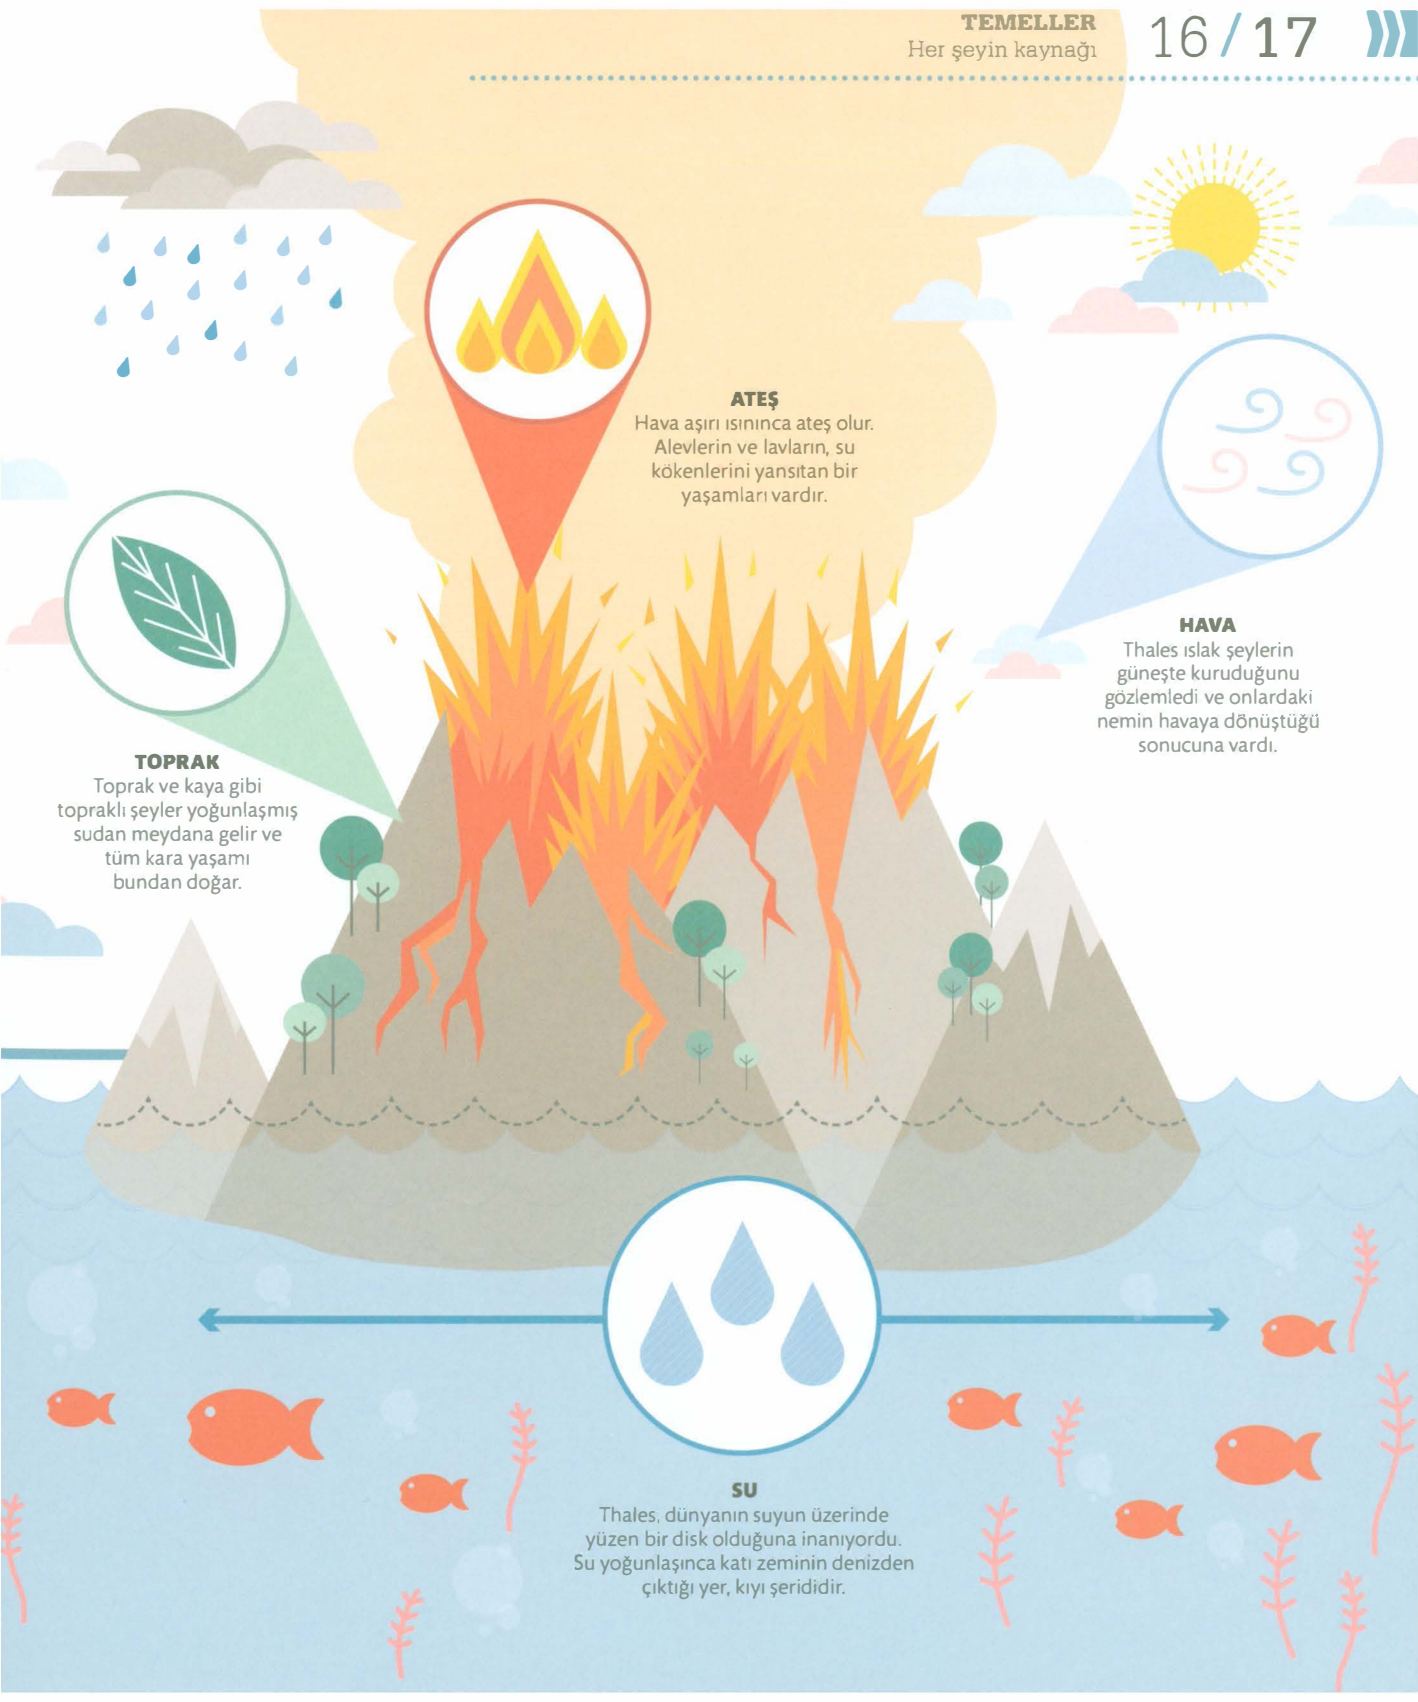 TEMELLER
Her şeyin kaynağı
16/17
ATEŞ
Hava aşırı ısınınca ateş olur.
Alevlerin ve lavların, su
kökenlerini yansıtan bir
yaşamları vardır.
HAVA
Thales ıslak şeylerin
güneşte kuruduğunu
gözlemledi ve onlardaki
nemin havaya dönüştüğü
sonucuna vardı.
TOPRAK
Toprak ve kaya gibi
topraklı şeyler yoğunlaşmış
sudan meydana gelir ve
tüm kara yaşamı
bundan doğar.
SU
Thales, dünyanın suyun üzerinde
yüzen bir disk olduğuna inanıyordu.
Su yoğunlaşınca katı zeminin denizden
çıktığı yer, kıyı şerididir.